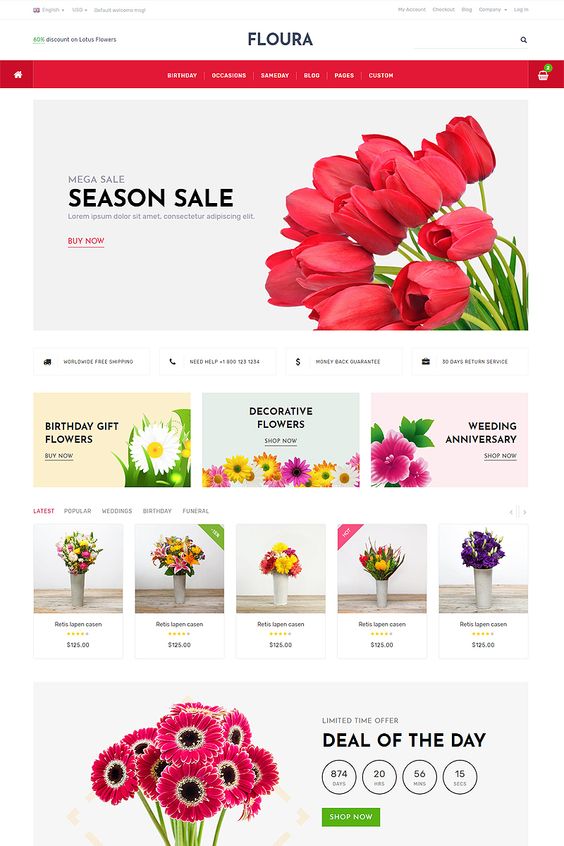 English USD Default welcome msg!
My Account Checkout Blog Company Log In
60% discount on Lotus Flowers
FLOURA
2
BIRTHDAY OCCASIONS SAMEDAY BLOG PAGES CUSTOM
MEGA SALE
SEASON SALE
Lorem ipsum dolor sit amet, consectetur adipiscing elit.
BUY NOW
WORLDWIDE FREE SHIPPING
NEED HELP +1 800 123 1234
MONEY BACK GUARANTEE
30 DAYS RETURN SERVICE
BIRTHDAY GIFT
FLOWERS
BUY NOW
DECORATIVE
FLOWERS
SHOP NOW
WEEDING
ANNIVERSARY
SHOP NOW
LATEST POPULAR WEDDINGS BIRTHDAY FUNERAL
HOT
Retis lapen casen
$125.00
Retis lapen casen
$125.00
Retis lapen casen
$125.00
Retis lapen casen
$125.00
Retis lapen casen
$125.00
LIMITED TIME OFFER
DEAL OF THE DAY
874 20 56 15
DAYS HRS MINS SECS
SHOP NOW